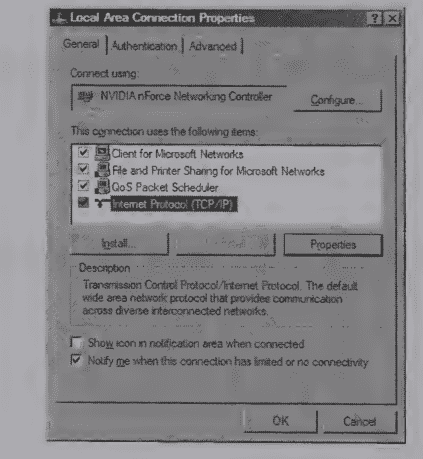 Local Area Connection Properties
General Authentication Advanced
Connect using:
NVIDIA nForce Networking Controller
Configure...
This connection uses the following items:
Client for Microsoft Networks
File and Printer Sharing for Microsoft Networks
QoS Packet Scheduler
Internet Protocol (TCP/IP)
Install... Properties
Description
Transmission Control Protocol/Internet Protocol. The default
wide area network protocol that provides communication
across diverse interconnected networks.
Show icon in notification area when connected
Notify me when this connection has limited or no connectivity
OK Cancel